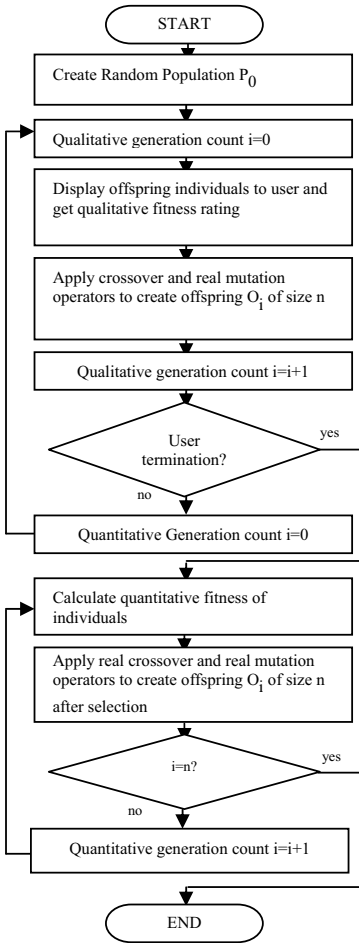 START
Create Random Population P0
Qualitative generation count i=0
Display offspring individuals to user and
get qualitative fitness rating
Apply crossover and real mutation
operators to create offspring Oi of size n
Qualitative generation count i=i+1
User
termination?
yes
no
Quantitative Generation count i=0
Calculate quantitative fitness of
individuals
Apply real crossover and real mutation
operators to create offspring Oi of size n
after selection
i=n?
yes
no
Quantitative generation count i=i+1
END